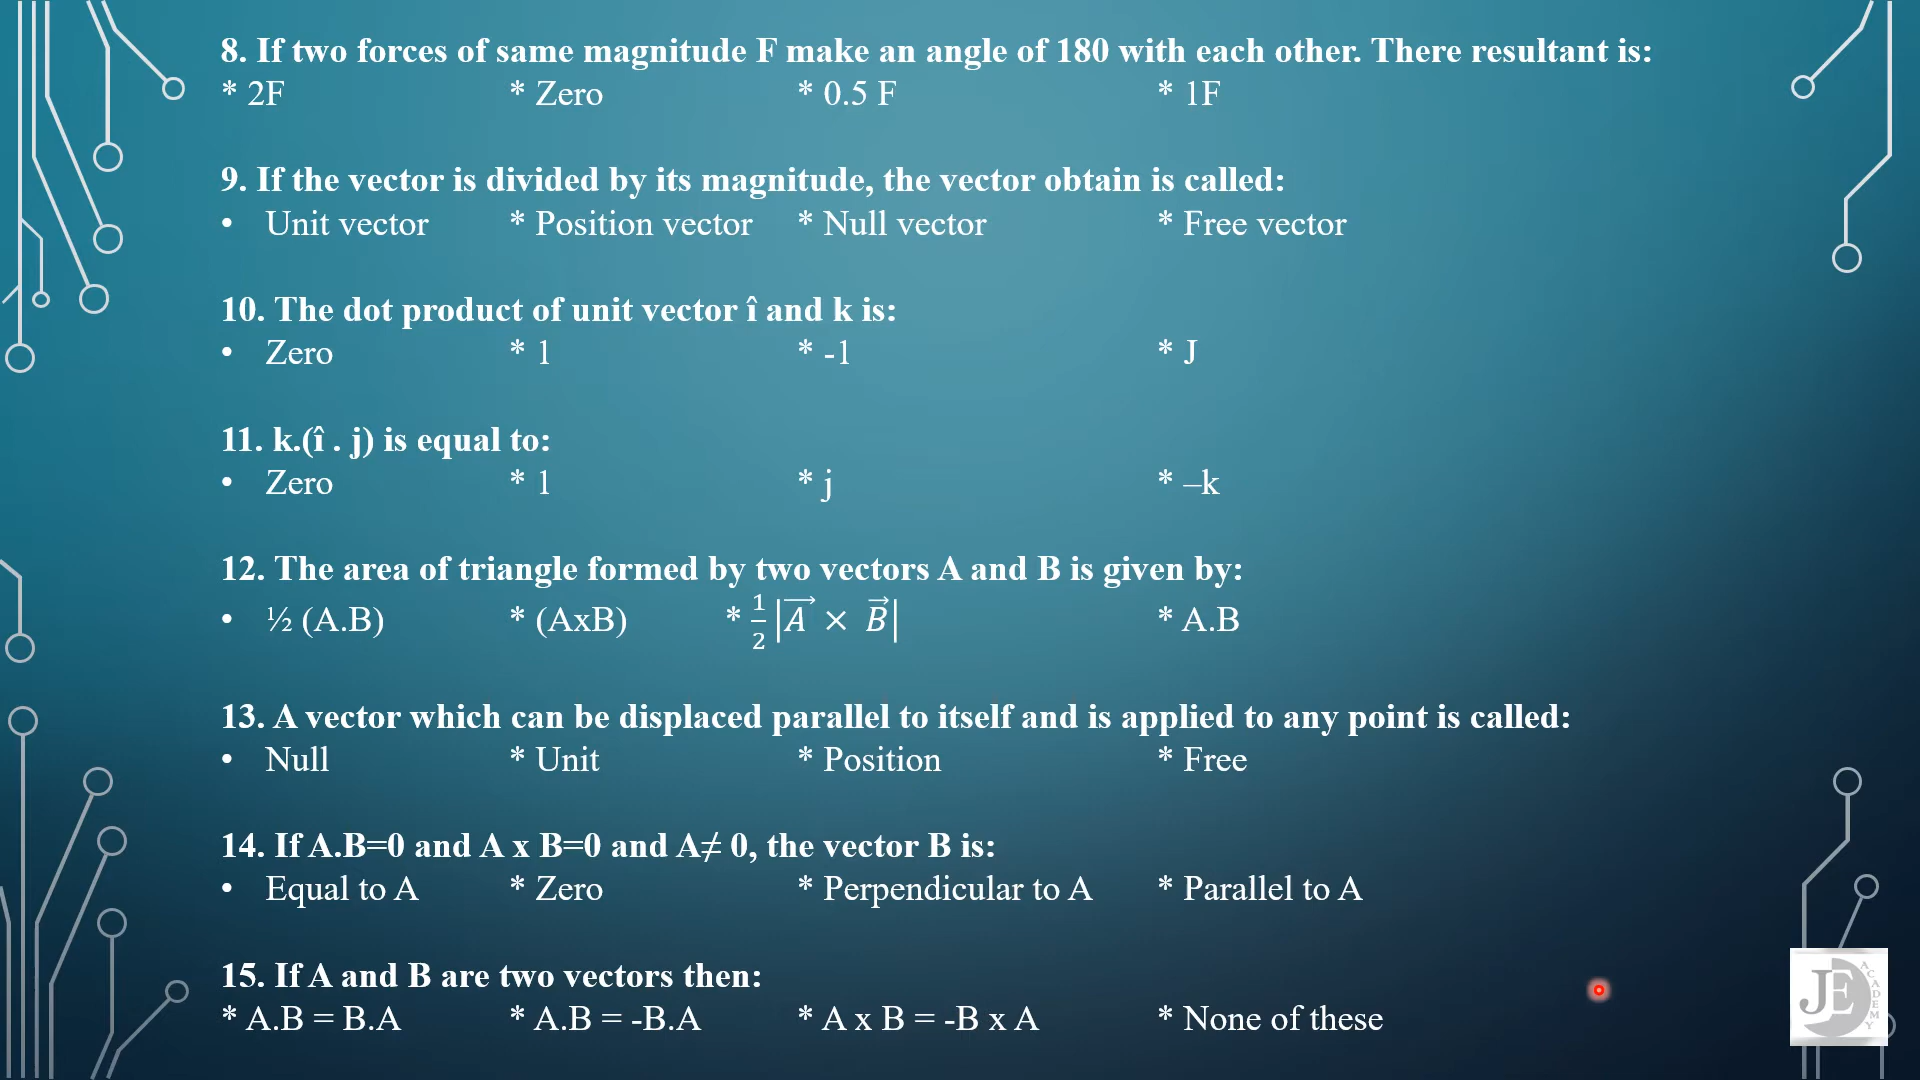 8. If two forces of same magnitude F make an angle of 180 with each other. There resultant is:
* 2F * Zero * 0.5 F * 1F
9. If the vector is divided by its magnitude, the vector obtain is called:
• Unit vector * Position vector * Null vector * Free vector
10. The dot product of unit vector î and k is:
• Zero * 1 * -1 * J
11. k.(î . j) is equal to:
• Zero * 1 * j * –k
12. The area of triangle formed by two vectors A and B is given by:
• ½ (A.B) * (AxB) * \frac{1}{2} |\vec{A} × \vec{B}| * A.B
13. A vector which can be displaced parallel to itself and is applied to any point is called:
• Null * Unit * Position * Free
14. If A.B=0 and A x B=0 and A≠ 0, the vector B is:
• Equal to A * Zero * Perpendicular to A * Parallel to A
15. If A and B are two vectors then:
* A.B = B.A * A.B = -B.A * A x B = -B x A * None of these
JE ACADEMY